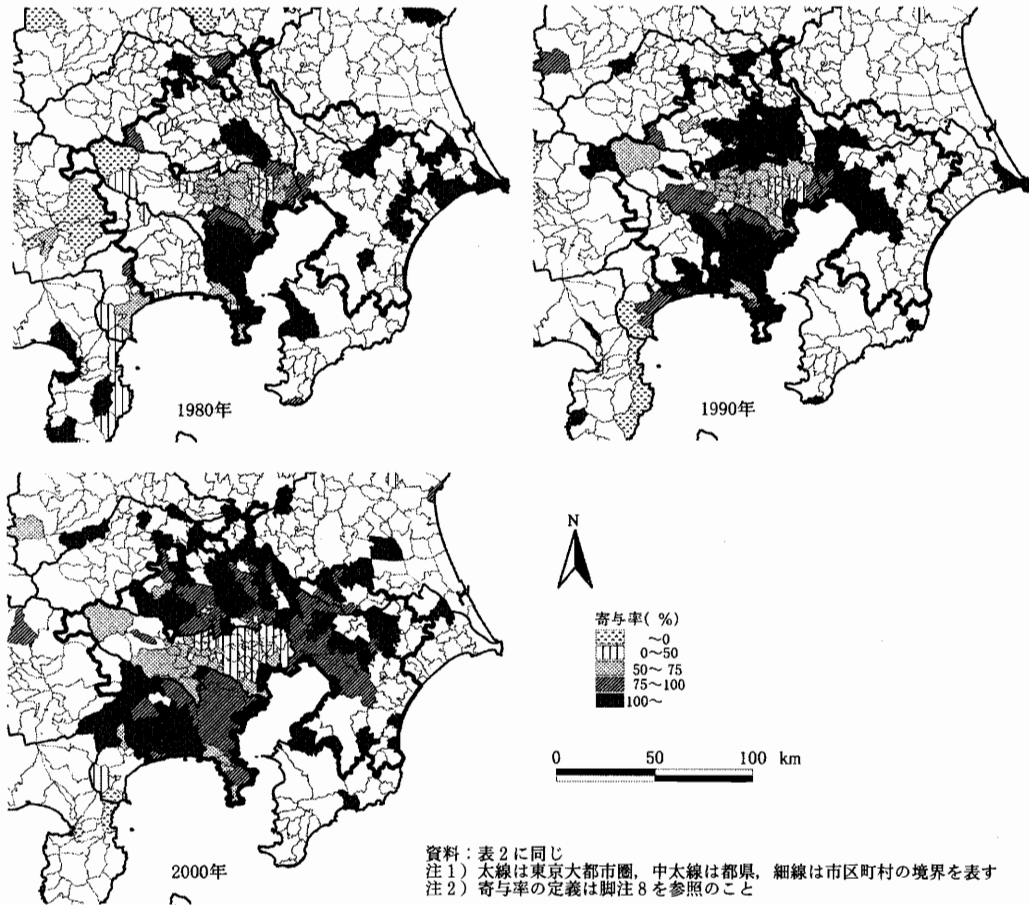 1980年
1990年
2000年
N
寄与率( %)
～0
0～50
50～ 75
75～100
100～
0 50 100 km
資料：表2に同じ
注1）太線は東京大都市圏，中太線は都県，細線は市区町村の境界を表す
注2）寄与率の定義は脚注8を参照のこと